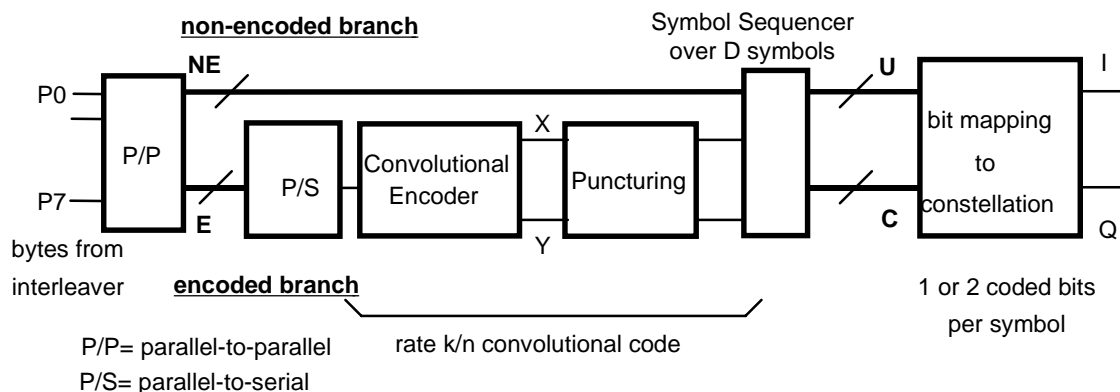 non-encoded branch
Symbol Sequencer
over D symbols
NE
U
I
P0
P/P
P7
E
P/S
Convolutional
Encoder
X
Y
Puncturing
C
bit mapping
to
constellation
Q
bytes from
interleaver
encoded branch
1 or 2 coded bits
per symbol
rate k/n convolutional code
P/P= parallel-to-parallel
P/S= parallel-to-serial